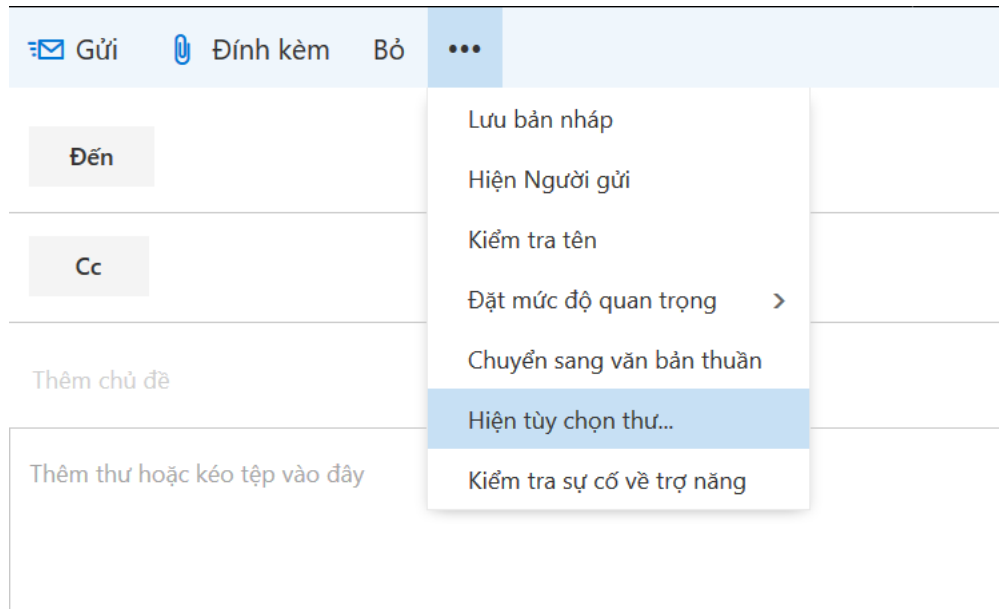 Gửi Đính kèm Bỏ •••
Lưu bản nháp
Đến
Hiện Người gửi
Kiểm tra tên
Cc
Đặt mức độ quan trọng
Chuyển sang văn bản thuần
Thêm chủ đề
Hiện tùy chọn thư...
Thêm thư hoặc kéo tệp vào đây
Kiểm tra sự cố về trợ năng